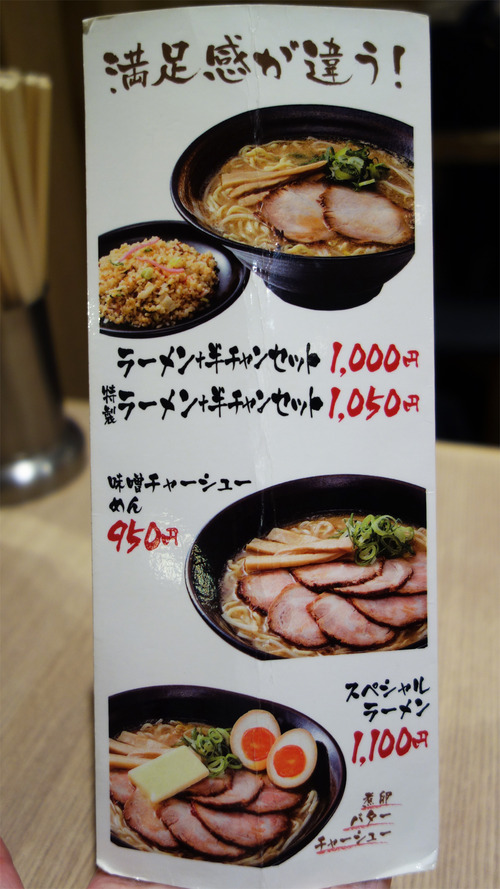 満足感が違う!
ラーメン+半チャンセット 1,000円
特製ラーメン+半チャンセット 1,050円
味噌チャーシュー
めん
950円
スペシャル
ラーメン
1,100円
煮卵
バター
チャーシュー